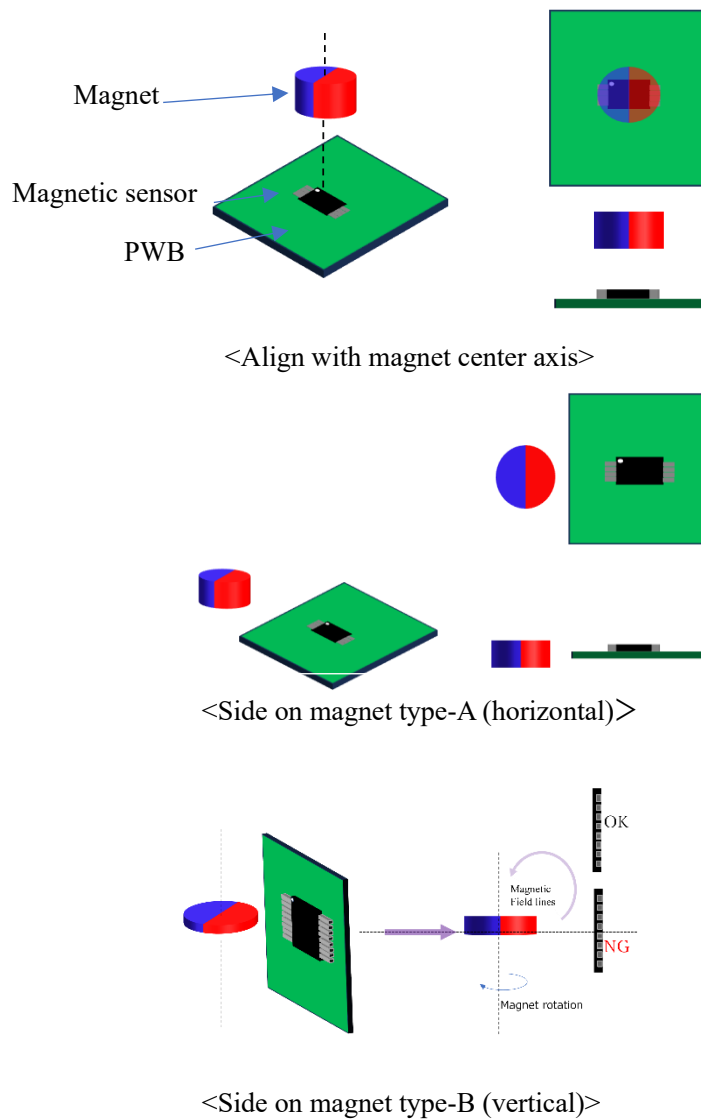 Magnet
Magnetic sensor
PWB
<Align with magnet center axis>
<Side on magnet type-A (horizontal)>
OK
Magnetic
Field lines
NG
Magnet rotation
<Side on magnet type-B (vertical)>